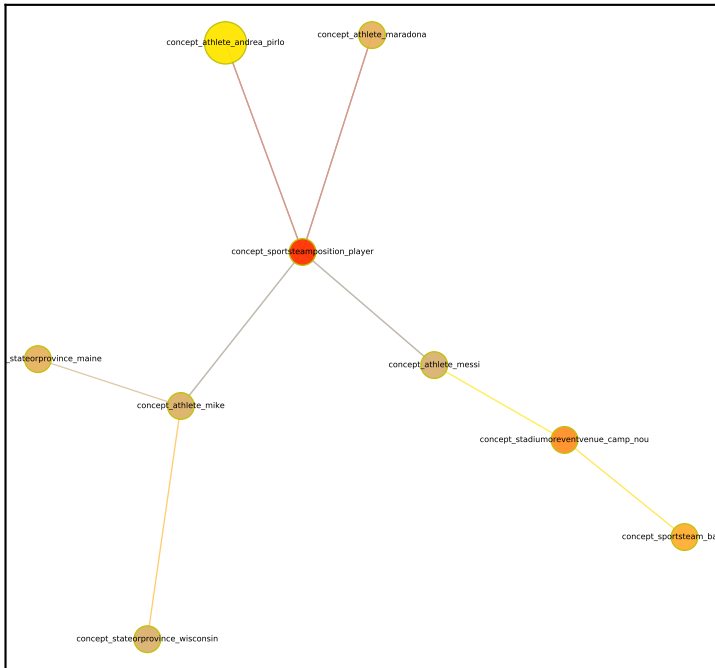 concept_athlete_maradona
concept_athlete_andrea_pirlo
concept_sportsteamposition_player
_stateorprovince_maine
concept_athlete_messi
concept_athlete_mike
concept_stadiumoreventvenue_camp_nou
concept_sportsteam_ba
concept_stateorprovince_wisconsin